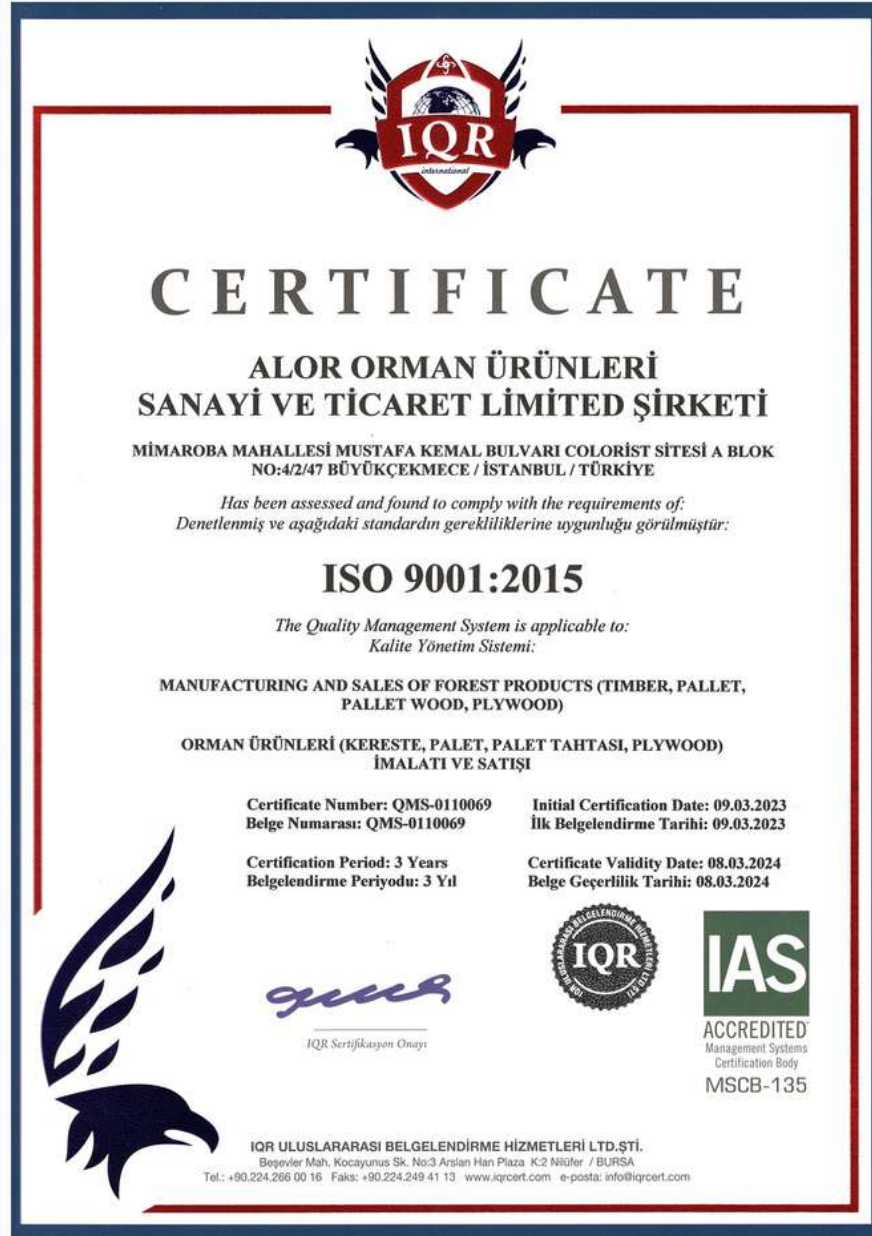 IQR
international
CERTIFICATE
ALOR ORMAN ÜRÜNLERİ
SANAYİ VE TİCARET LİMİTED ŞİRKETİ
MİMAROBA MAHALLESİ MUSTAFA KEMAL BULVARI COLORIST SİTESİ A BLOK
NO:4/2/47 BÜYÜKÇEKMECE / İSTANBUL / TÜRKİYE
Has been assessed and found to comply with the requirements of:
Denetlenmiş ve aşağıdaki standardın gerekliliklerine uygunluğu görülmüştür:
ISO 9001:2015
The Quality Management System is applicable to:
Kalite Yönetim Sistemi:
MANUFACTURING AND SALES OF FOREST PRODUCTS (TIMBER, PALLET,
PALLET WOOD, PLYWOOD)
ORMAN ÜRÜNLERİ (KERESTE, PALET, PALET TAHTASI, PLYWOOD)
İMALATI VE SATIŞI
Certificate Number: QMS-0110069
Belge Numarası: QMS-0110069
Initial Certification Date: 09.03.2023
İlk Belgelendirme Tarihi: 09.03.2023
Certification Period: 3 Years
Belgelendirme Periyodu: 3 Yıl
Certificate Validity Date: 08.03.2024
Belge Geçerlilik Tarihi: 08.03.2024
IQR Sertifikasyon Onayı
IQR ULUSLARARASI BELGELENDİRME HİZMETLERİ LTD.ŞTİ
IQR
IAS
ACCREDITED
Management Systems
Certification Body
MSCB-135
IQR ULUSLARARASI BELGELENDİRME HİZMETLERİ LTD.ŞTİ.
Beşevler Mah. Kocayunus Sk. No:3 Arslan Han Plaza K:2 Nilüfer / BURSA
Tel.: +90.224.266 00 16 Faks: +90.224.249 41 13 www.iqrcert.com e-posta: info@iqrcert.com